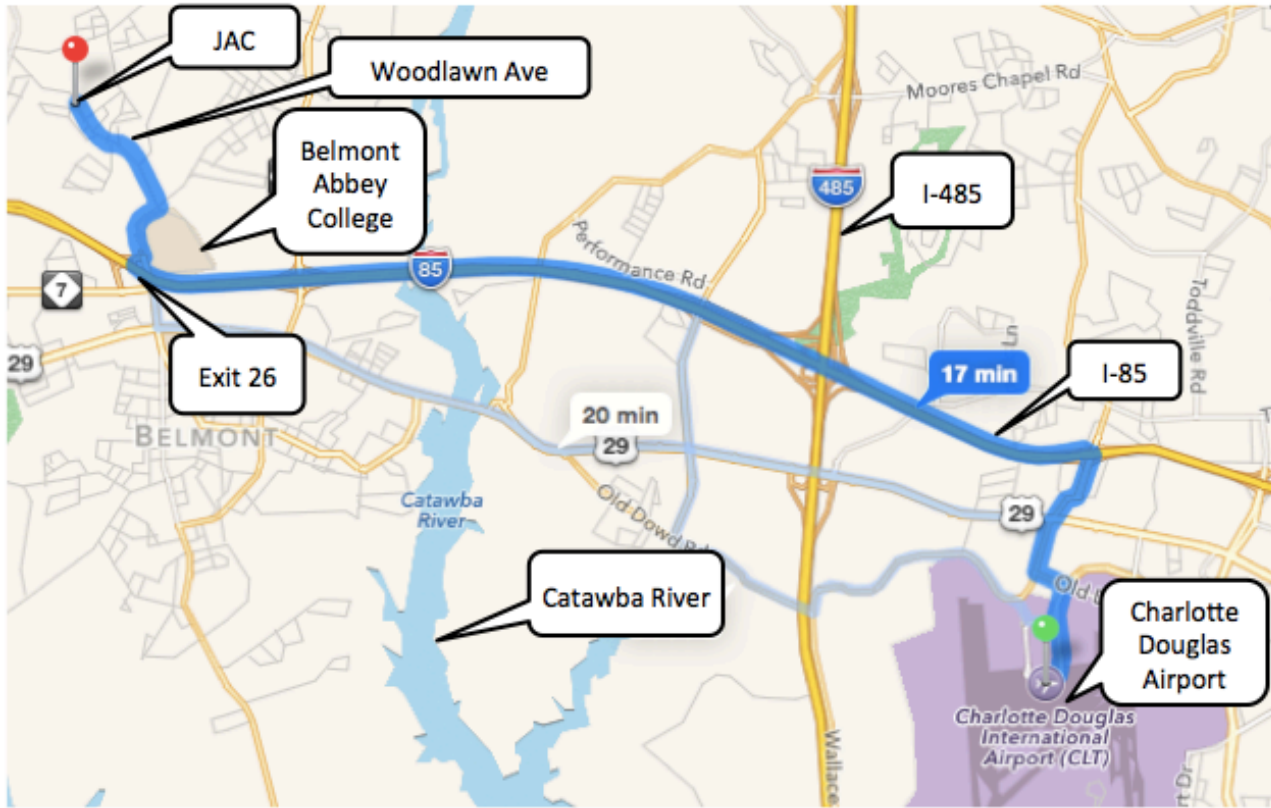 JAC
Woodlawn Ave
Moores Chapel Rd
Belmont
Abbey
College
485
I-485
Performance Rd
85
7
Toddville Rd
29
Exit 26
17 min
I-85
20 min
29
BELMONT
Catawba
River
Old Dowd
29
Catawba River
Old
Charlotte
Douglas
Airport
Charlotte Douglas
International
Airport (CLT)
Wallace